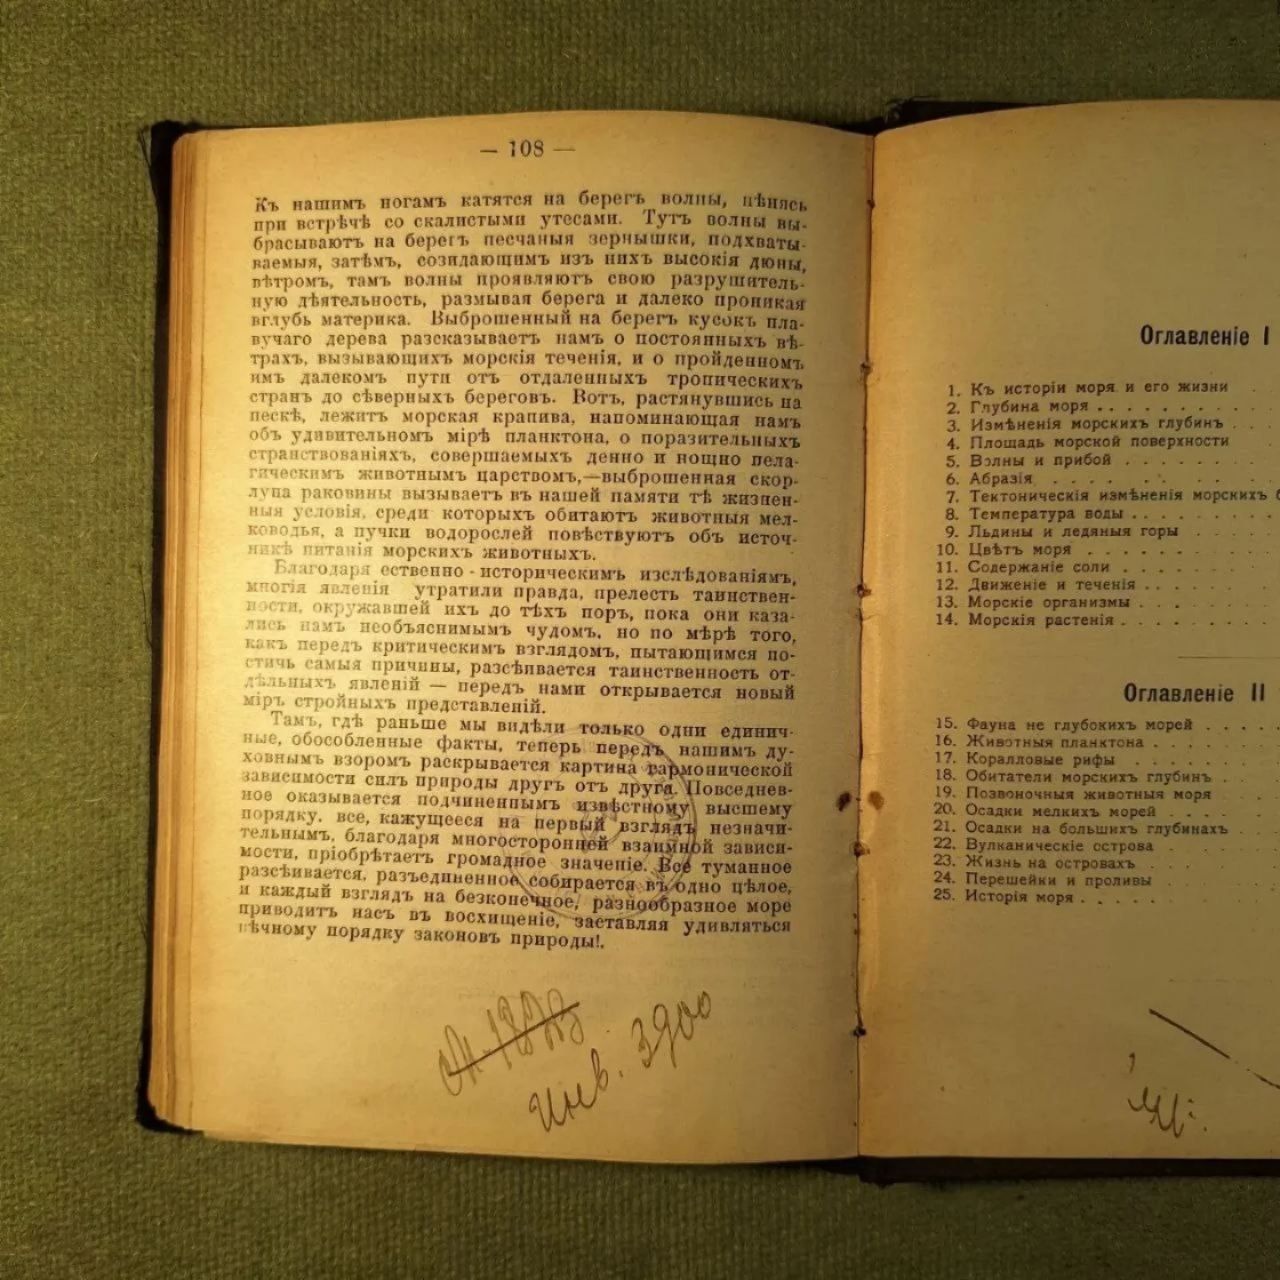 — 108 —
Къ нашимъ ногамъ катятся на берегъ волны, пѣнясь
при встрѣчѣ со скалистыми утесами. Тутъ волны вы-
брасываютъ на берегъ песчаныя зернышки, подхваты-
ваемыя, затѣмъ, созидающимъ изъ нихъ высокія дюны,
вѣтромъ, тамъ волны проявляютъ свою разрушитель-
ную дѣятельность, размывая берега и далеко проникая
вглубь материка. Выброшенный на берегъ кусокъ пла-
вучаго дерева разсказываетъ намъ о постоянныхъ вѣ-
трахъ, вызывающихъ морскія теченія, и о пройденномъ
имъ далекомъ пути отъ отдаленныхъ тропическихъ
странъ до сѣверныхъ береговъ. Вотъ, растянувшись на
пескѣ, лежитъ морская крапива, напоминающая намъ
объ удивительномъ мірѣ планктона, о поразительныхъ
странствованіяхъ, совершаемыхъ денно и нощно пела-
гическимъ животнымъ царствомъ,—выброшенная скор-
лупа раковины вызываетъ въ нашей памяти тѣ жизнен-
ныя условія, среди которыхъ обитаютъ животныя мел-
ководья, а пучки водорослей повѣствуютъ объ источ-
никѣ питанія морскихъ животныхъ.
Благодаря ественно-историческимъ изслѣдованіямъ,
многія явленія утратили правда, прелесть таинствен-
ности, окружавшей ихъ до тѣхъ поръ, пока они каза-
лись намъ необъяснимымъ чудомъ, но по мѣрѣ того,
какъ передъ критическимъ взглядомъ, пытающимся по-
стичь самыя причины, разсѣпвается таинственность от-
дѣльныхъ явленій — передъ нами открывается новый
міръ стройныхъ представленій.
Тамъ, гдѣ раньше мы видѣли только одни единич-
ные, обособленные факты, теперь передъ нашимъ ду-
ховнымъ взоромъ раскрывается картина гармонической
зависимости силъ природы другъ отъ друга. Повседнев-
ное оказывается подчиненнымъ извѣстному высшему
порядку. все, кажущееся на первый взглядъ незначи-
тельнымъ, благодаря многосторонней взаимной зависи-
мости, пріобрѣтаетъ громадное значеніе. Все туманное
разсѣивается, разъединенное собирается въ одно цѣлое,
и каждый взглядъ на безконечное, разнообразное море
приводитъ насъ въ восхищеніе, заставляя удивляться
вѣчному порядку законовъ природы!.
Инв. 3900
Оглавленіе I
1. Къ исторіи моря и его жизни . .
2. Глубина моря . . . . . . . . . .
3. Измѣненія морскихъ глубинъ . . .
4. Площадь морской поверхности
5. Волны и прибой . . . . . . . .
6. Абразія . . . . . . . . . .
7. Тектоническія измѣненія морскихъ б
8. Температура воды . . . . . . . .
9. Льдины и ледяныя горы . . . .
10. Цвѣтъ моря . . . . . . . . .
11. Содержаніе соли . . . . . . . .
12. Движеніе и теченія . . . . . . .
13. Морскіе организмы . . . . . . .
14. Морскія растенія . . . . . . . .
Оглавленіе II
15. Фауна не глубокихъ морей . . . .
16. Животныя планктона . . . . . .
17. Коралловые рифы . . . . . . .
18. Обитатели морскихъ глубинъ . .
19. Позвоночныя животныя моря . . .
20. Осадки мелкихъ морей . . . .
21. Осадки на большихъ глубинахъ . .
22. Вулканическіе острова . . . . .
23. Жизнь на островахъ . . . . . .
24. Перешейки и проливы . . . . .
25. Исторія моря . . . . . . . . .